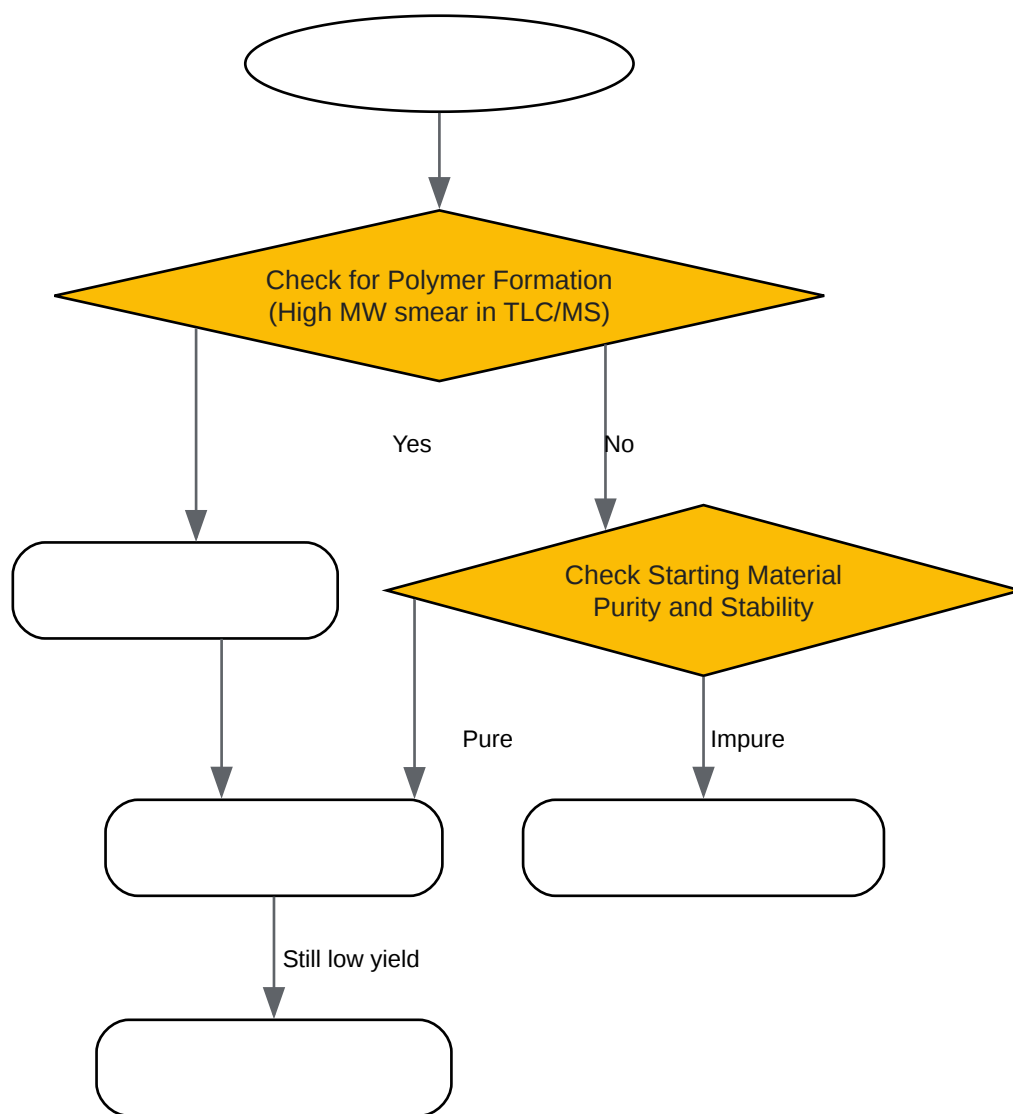 Check for Polymer Formation
(High MW smear in TLC/MS)
Yes
No
Check Starting Material
Purity and Stability
Pure
Impure
Still low yield